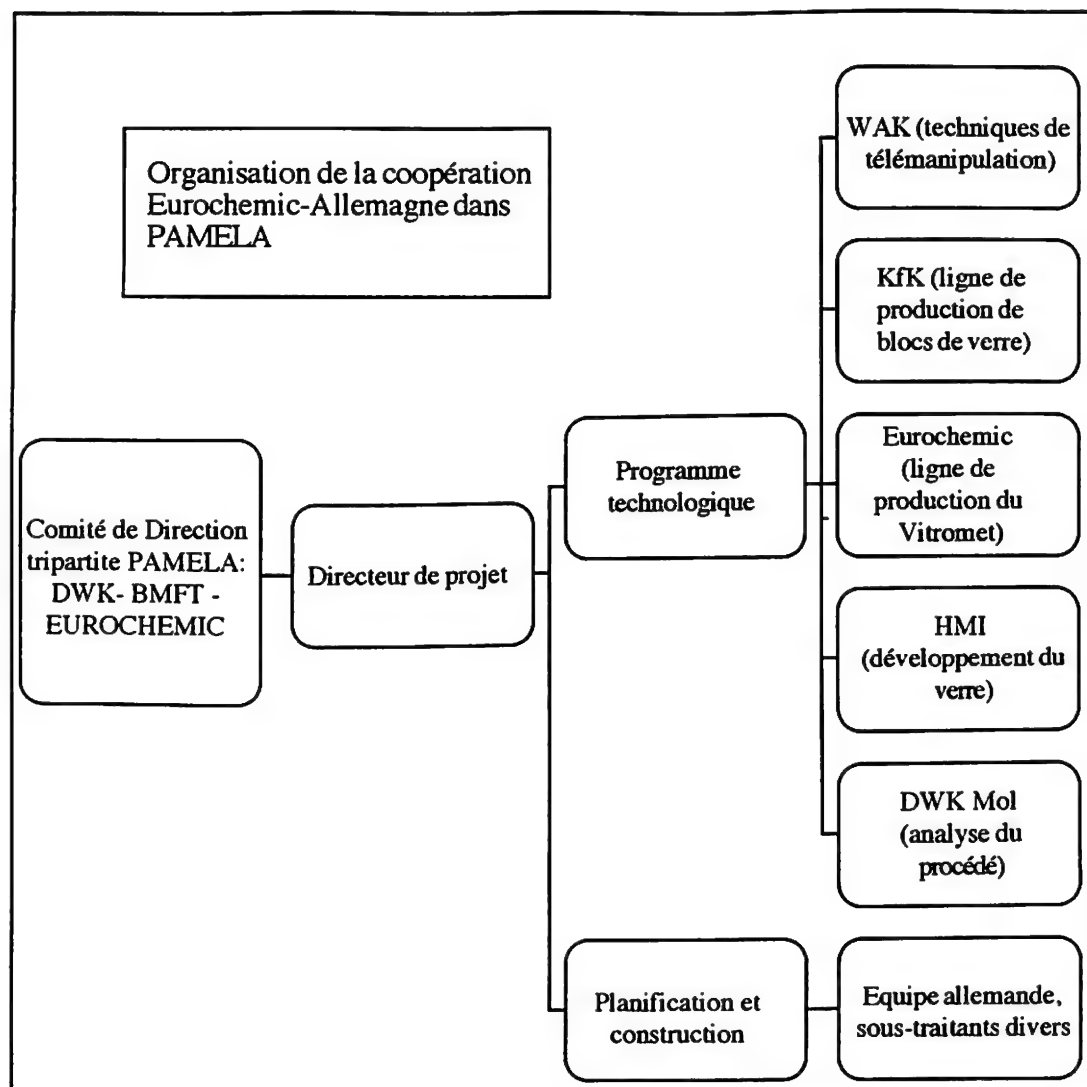 Organisation de la coopération
Eurochemic-Allemagne dans
PAMELA
Comité de Direction
tripartite PAMELA:
DWK- BMFT -
EUROCHEMIC
Directeur de projet
Programme
technologique
Planification et
construction
WAK (techniques de
télémanipulation)
KfK (ligne de
production de
blocs de verre)
Eurochemic
(ligne de
production du
Vitromet)
HMI
(développement du
verre)
DWK Mol
(analyse du
procédé)
Equipe allemande,
sous-traitants divers